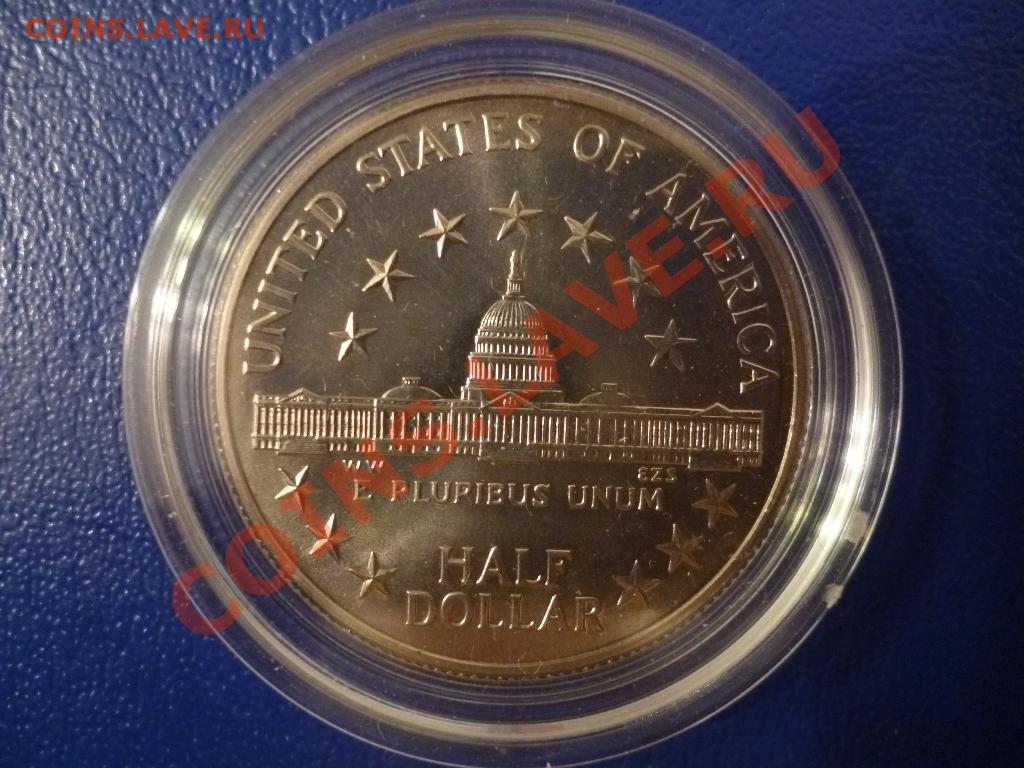 COINS.LAVE.RU
UNITED STATES OF AMERICA
E PLURIBUS UNUM
HALF
DOLLAR
COINS.LAVE.RU